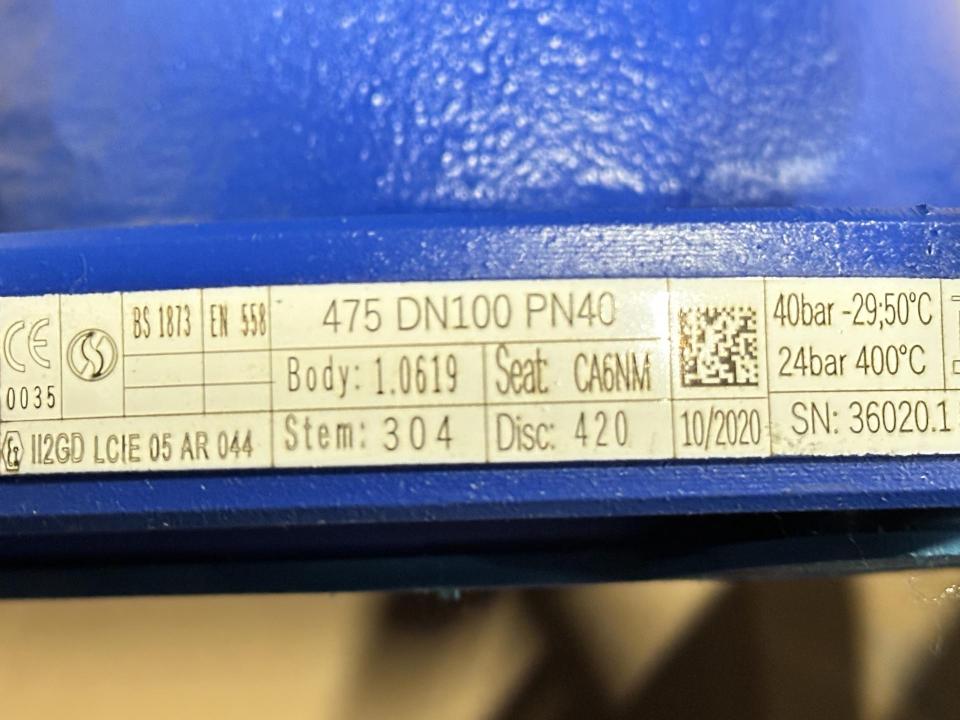 CE
0035
BS 1873
EN 558
II2GD LCIE 05 AR 044
475 DN100 PN40
Body: 1.0619
Seat: CA6NM
Stem: 304
Disc: 420
10/2020
40bar -29;50°C
24bar 400°C
SN: 36020.1